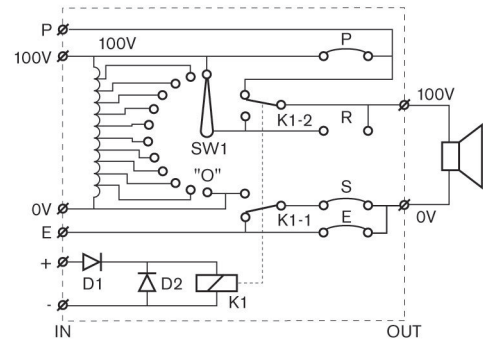 P
100V
100V
P
100V
K1-2
R
SW1
"O"
S
0V
K1-1
E
0V
E
+
D1
D2
K1
-
IN
OUT